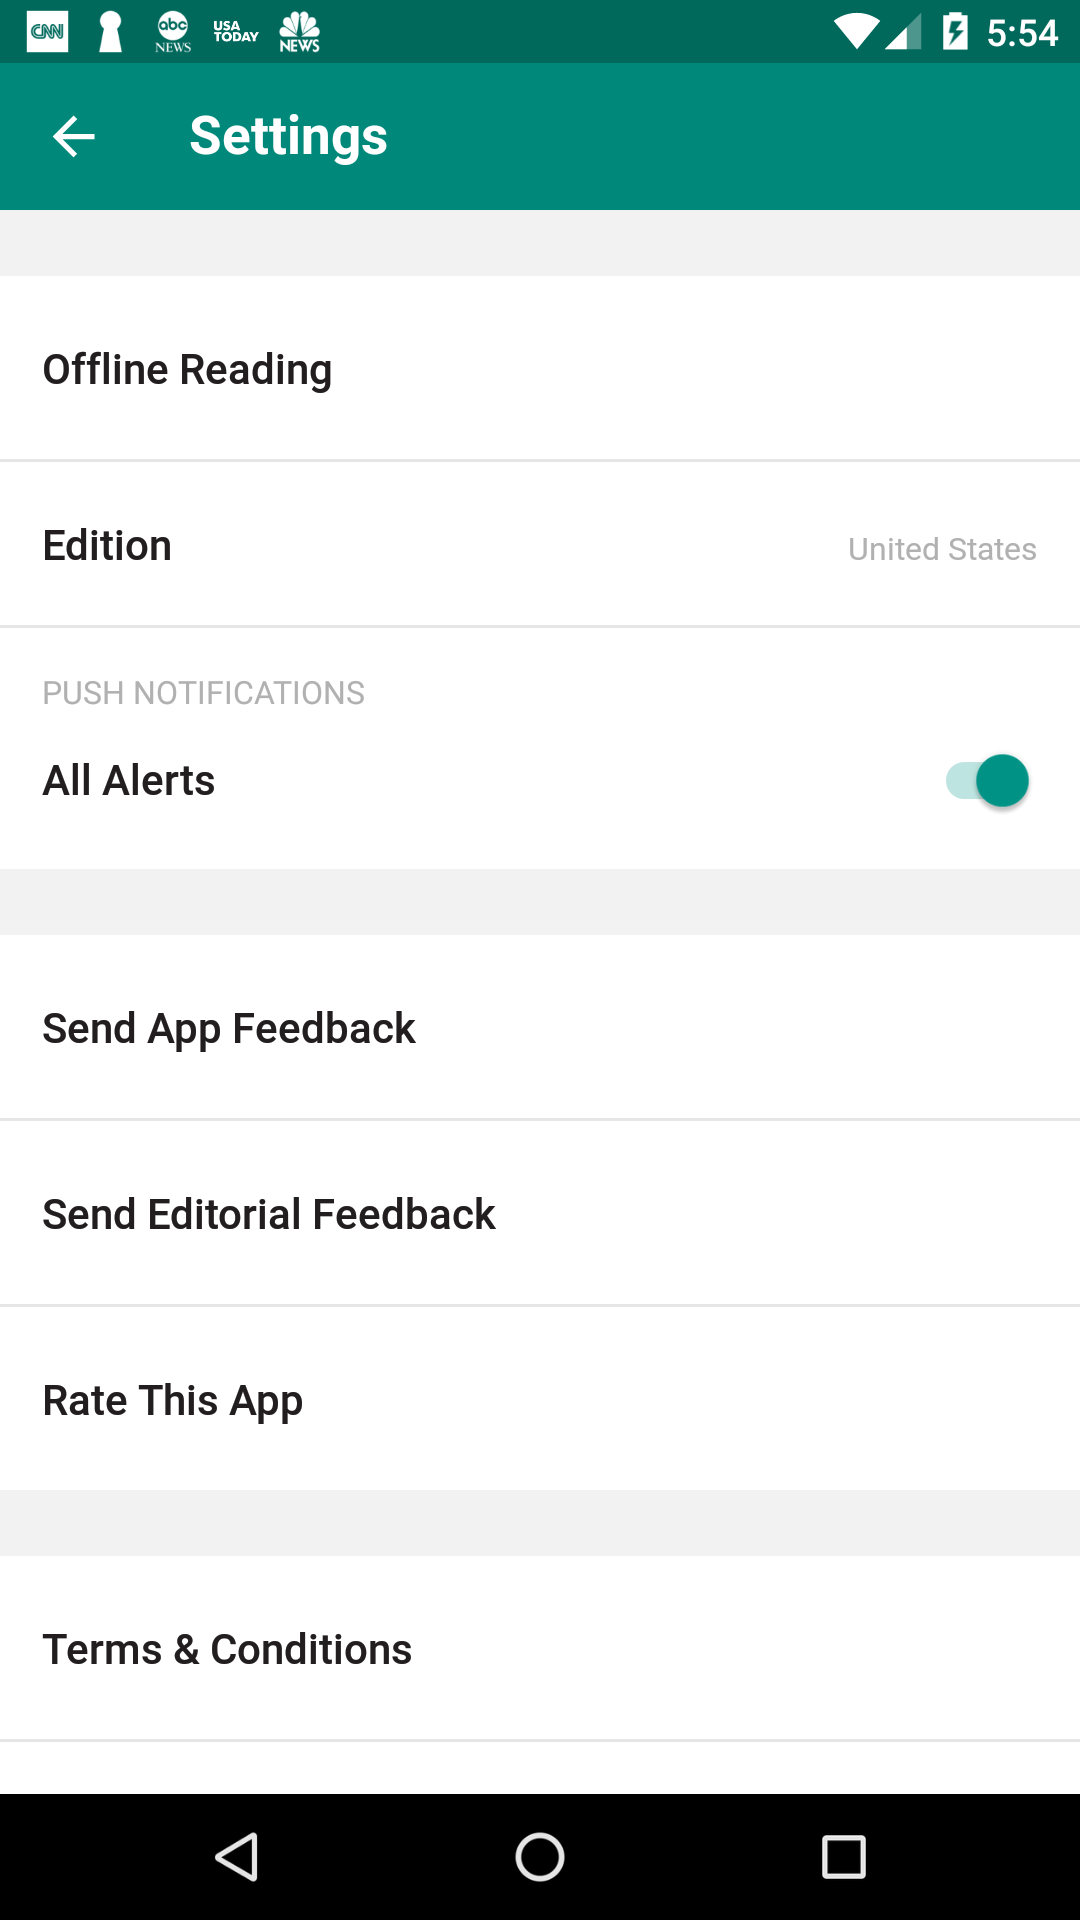 CNN abc NEWS USA TODAY NEWS 5:54
Settings
Offline Reading
Edition United States
PUSH NOTIFICATIONS
All Alerts
Send App Feedback
Send Editorial Feedback
Rate This App
Terms & Conditions